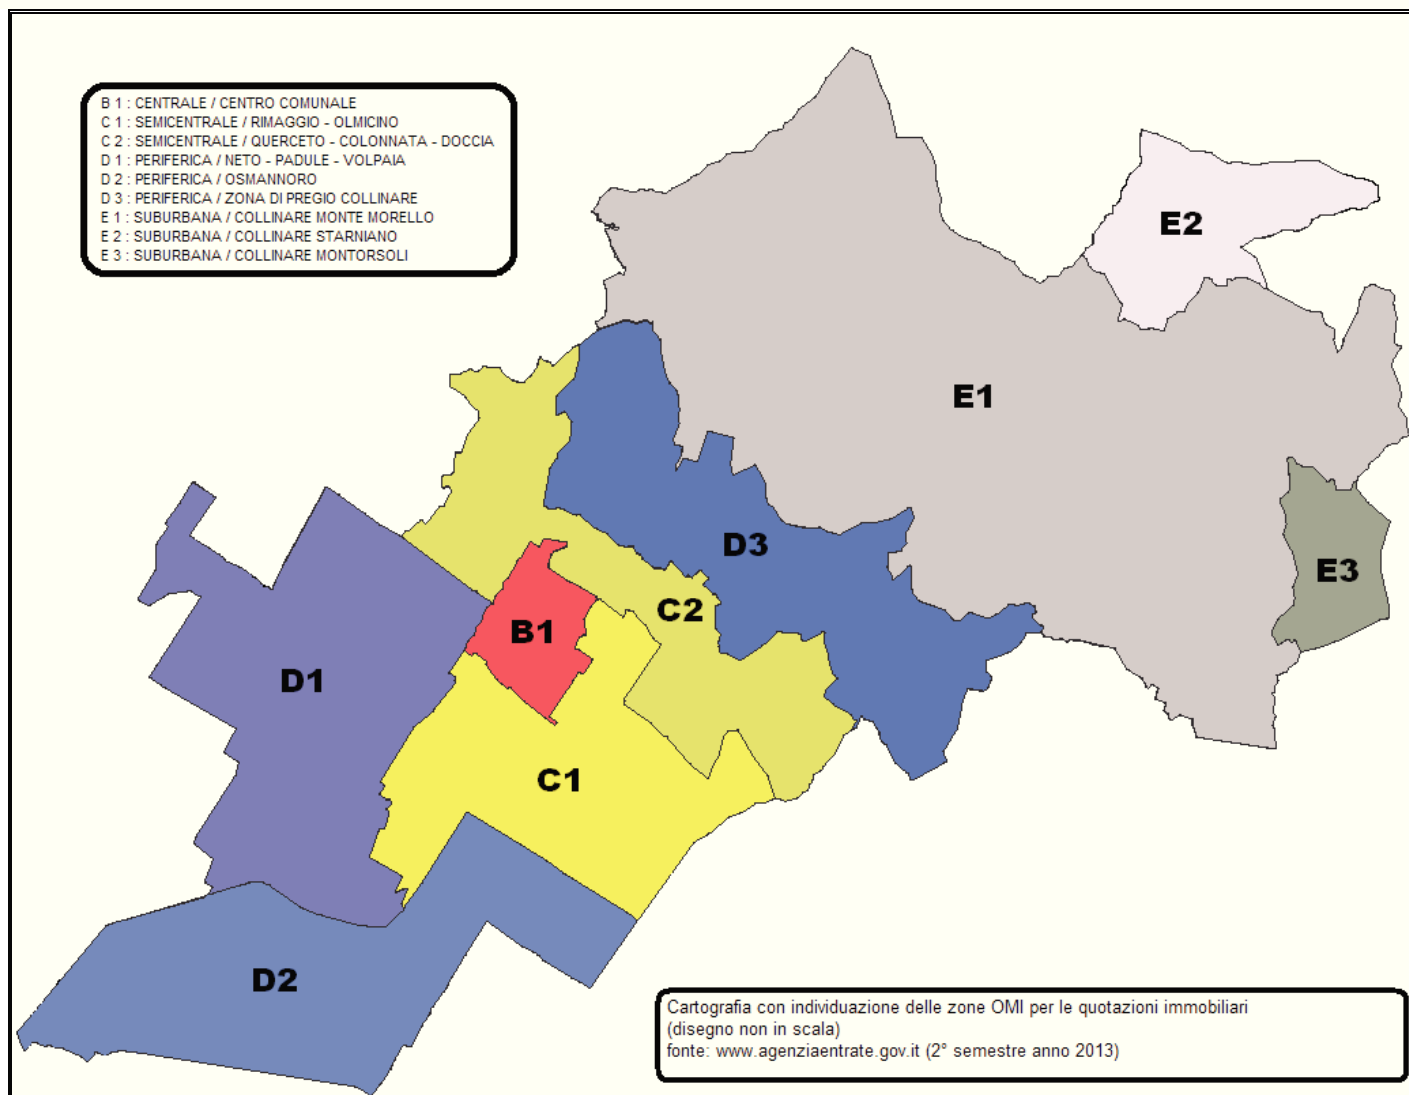 B 1 : CENTRALE / CENTRO COMUNALE
C 1 : SEMICENTRALE / RIMAGGIO - OLMICINO
C 2 : SEMICENTRALE / QUERCETO - COLONNATA - DOCCIA
D 1 : PERIFERICA / NETO - PADULE - VOLPAIA
D 2 : PERIFERICA / OSMANNORO
D 3 : PERIFERICA / ZONA DI PREGIO COLLINARE
E 1 : SUBURBANA / COLLINARE MONTE MORELLO
E 2 : SUBURBANA / COLLINARE STARNIANO
E 3 : SUBURBANA / COLLINARE MONTORSOLI
E2
E1
D3
E3
C2
B1
D1
C1
D2
Cartografia con individuazione delle zone OMI per le quotazioni immobiliari
(disegno non in scala)
fonte: www.agenziaentrate.gov.it (2° semestre anno 2013)